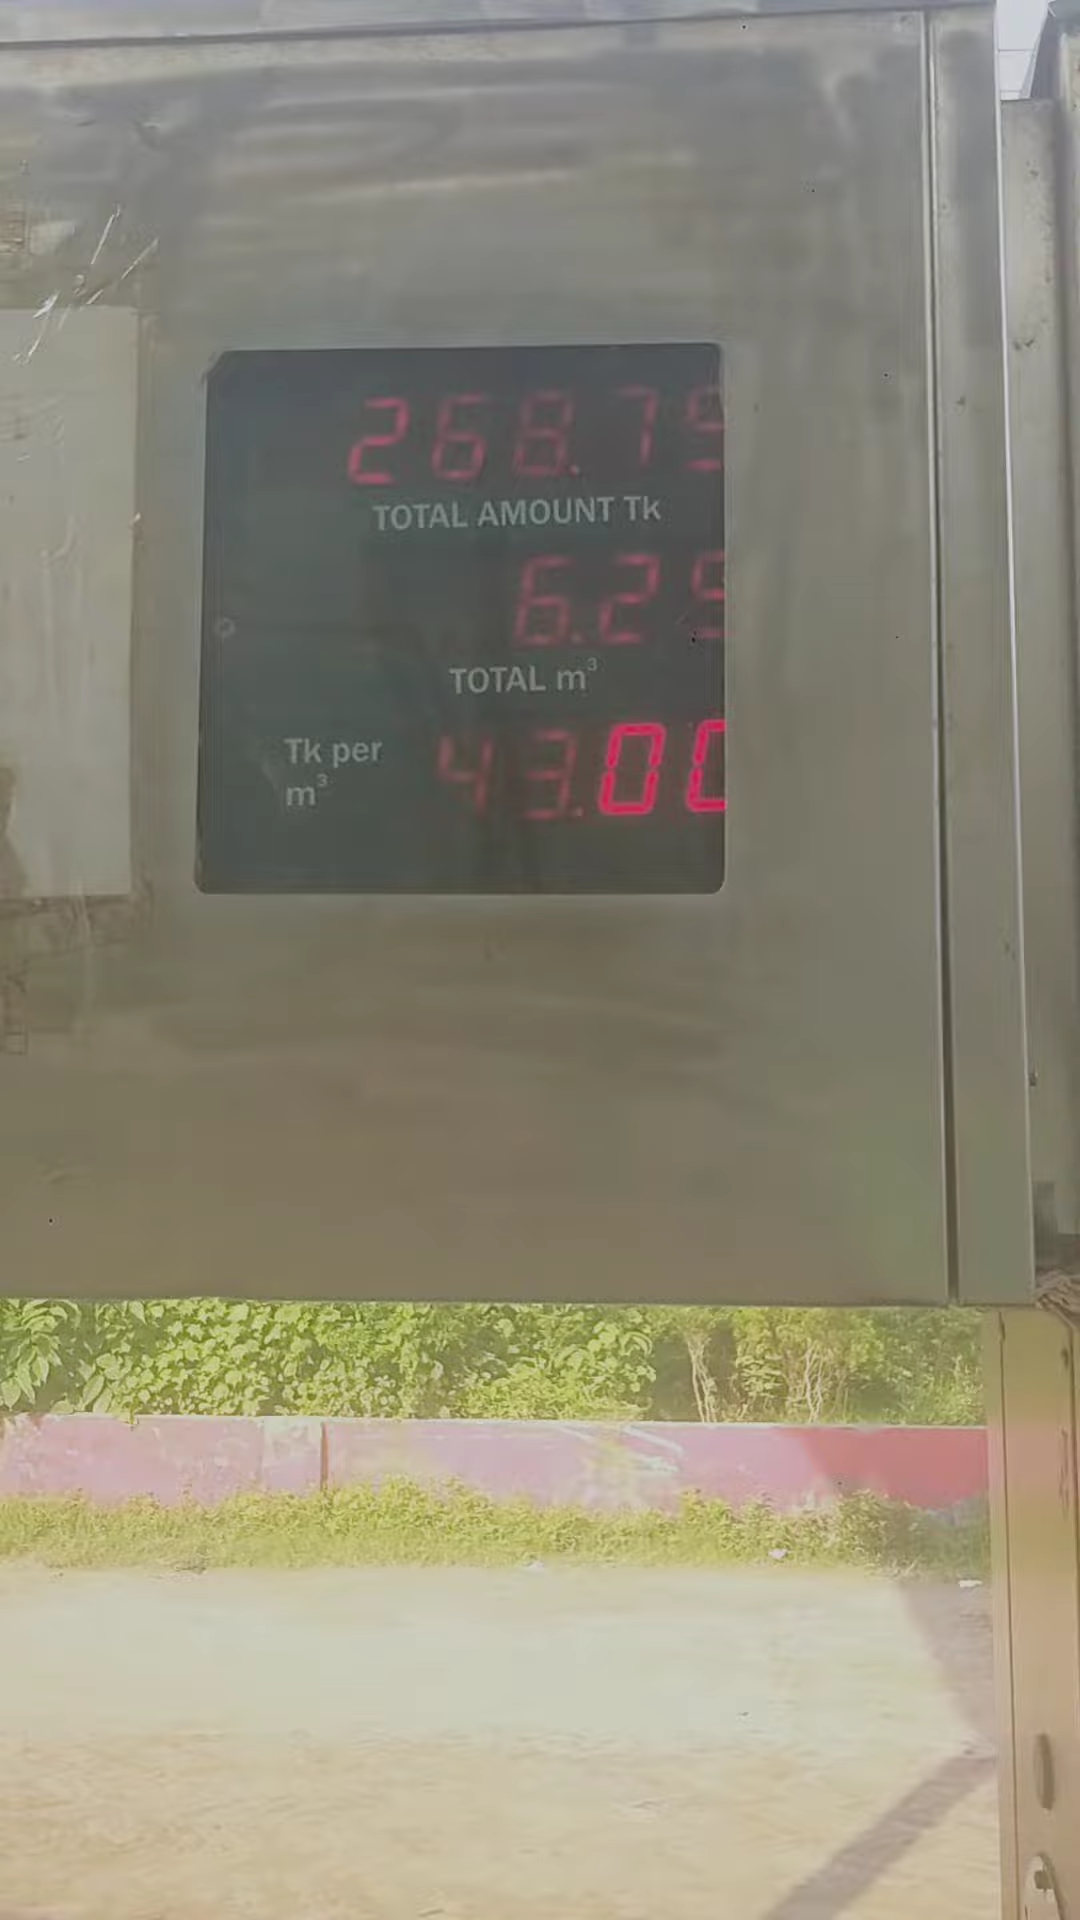 268.75
TOTAL AMOUNT Tk
6.25
TOTAL m³
Tk per
m³
43.00